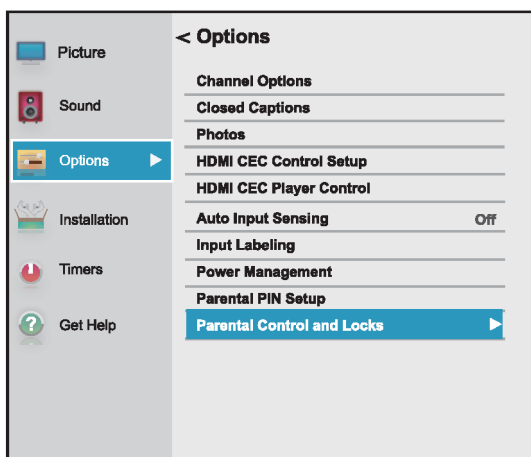 Picture
Sound
Options
Installation
Timers
Get Help
< Options
Channel Options
Closed Captions
Photos
HDMI CEC Control Setup
HDMI CEC Player Control
Auto Input Sensing Off
Input Labeling
Power Management
Parental PIN Setup
Parental Control and Locks